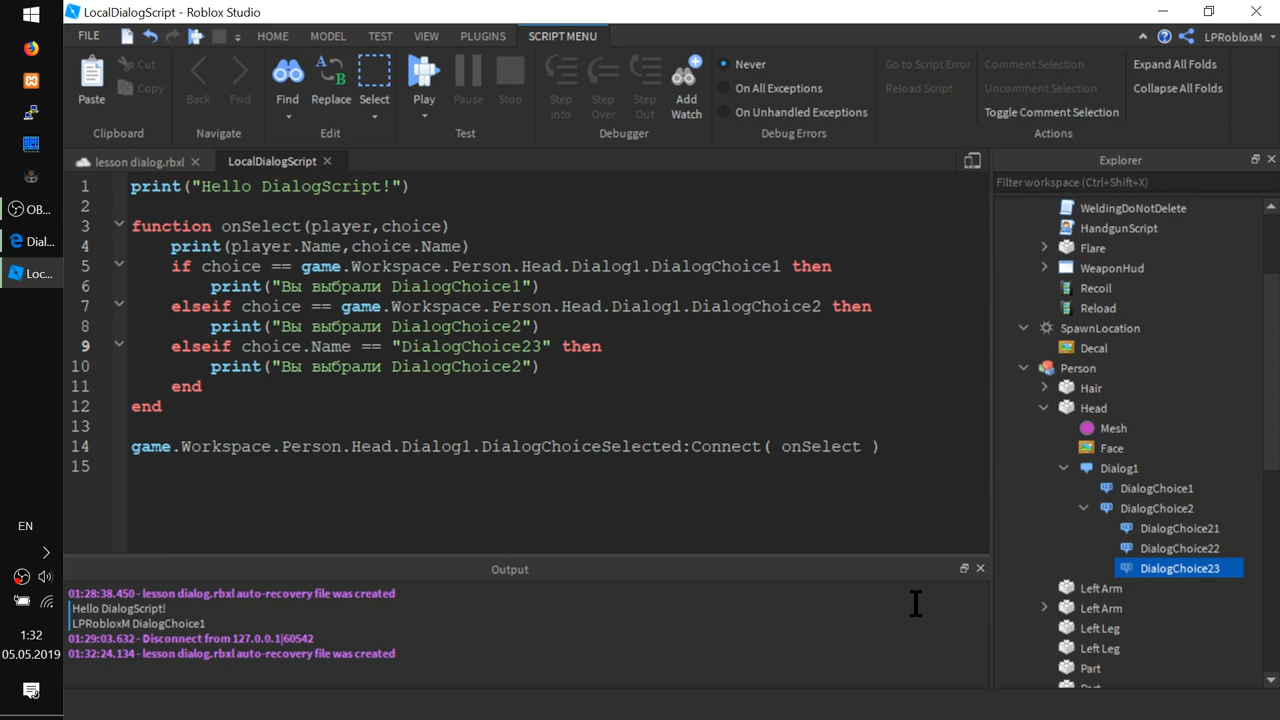 LocalDialogScript - Roblox Studio
FILE
HOME
MODEL
TEST
VIEW
PLUGINS
SCRIPT MENU
LPRobloxM
Paste
Cut
Copy
Clipboard
Back
Fwd
Navigate
Find
Replace
Select
Edit
Play
Pause
Stop
Test
Step Into
Step Over
Step Out
Add Watch
Debugger
Never
On All Exceptions
On Unhandled Exceptions
Debug Errors
Go to Script Error
Reload Script
Comment Selection
Uncomment Selection
Toggle Comment Selection
Expand All Folds
Collapse All Folds
Actions
lesson dialog.rbxl
LocalDialogScript
1 print("Hello DialogScript!")
2
3 function onSelect(player,choice)
4 print(player.Name,choice.Name)
5 if choice == game.Workspace.Person.Head.Dialog1.DialogChoice1 then
6 print("Вы выбрали DialogChoice1")
7 elseif choice == game.Workspace.Person.Head.Dialog1.DialogChoice2 then
8 print("Вы выбрали DialogChoice2")
9 elseif choice.Name == "DialogChoice23" then
10 print("Вы выбрали DialogChoice2")
11 end
12 end
13
14 game.Workspace.Person.Head.Dialog1.DialogChoiceSelected:Connect( onSelect )
15
Output
01:28:38.450 - lesson dialog.rbxl auto-recovery file was created
Hello DialogScript!
LPRobloxM DialogChoice1
01:29:03.632 - Disconnect from 127.0.0.1|60542
01:32:24.134 - lesson dialog.rbxl auto-recovery file was created
Explorer
Filter workspace (Ctrl+Shift+X)
WeldingDoNotDelete
HandgunScript
Flare
WeaponHud
Recoil
Reload
SpawnLocation
Decal
Person
Hair
Head
Mesh
Face
Dialog1
DialogChoice1
DialogChoice2
DialogChoice21
DialogChoice22
DialogChoice23
Left Arm
Left Arm
Left Leg
Left Leg
Part
OB...
Dial...
Loc...
EN
1:32
05.05.2019